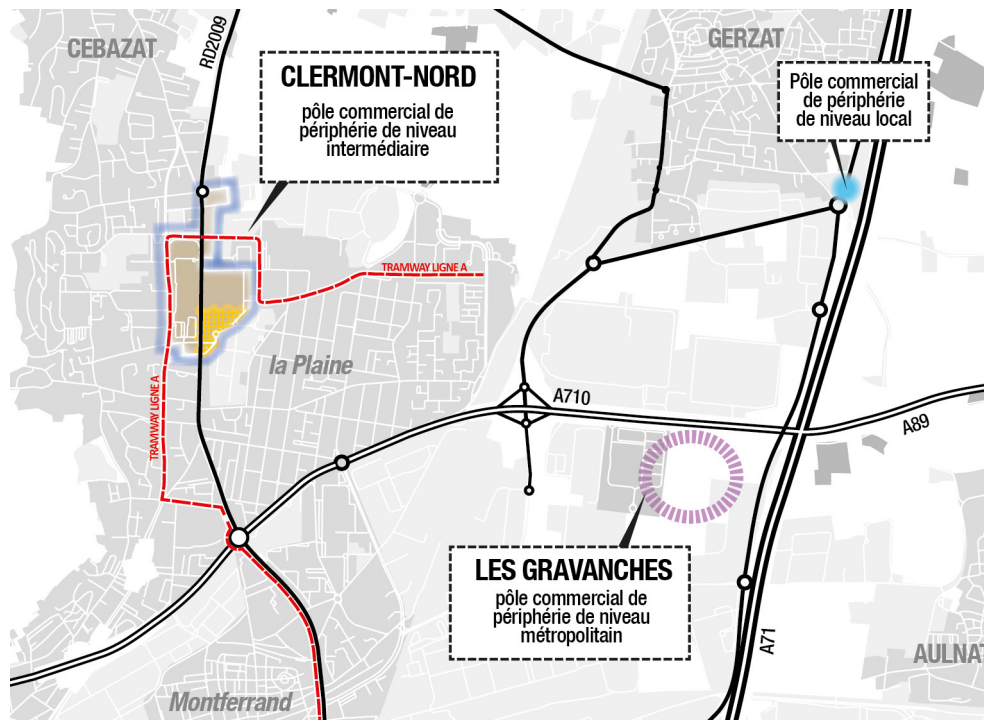 CEBAZAT
RD2009
GERZAT
CLERMONT-NORD
pôle commercial de
périphérie de niveau
intermédiaire
Pôle commercial
de périphérie
de niveau local
TRAMWAY LIGNE A
la Plaine
TRAMWAY LIGNE A
A710
A89
LES GRAVANCHES
pôle commercial de
périphérie de niveau
métropolitain
A71
AULNAT
Montferrand